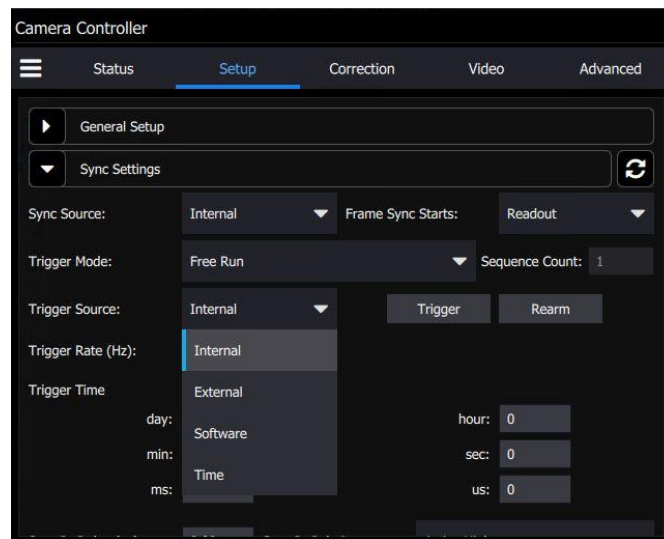 Camera Controller
Status Setup Correction Video Advanced
General Setup
Sync Settings
Sync Source: Internal Frame Sync Starts: Readout
Trigger Mode: Free Run Sequence Count: 1
Trigger Source: Internal Trigger Rearm
Trigger Rate (Hz): Internal
Trigger Time External
day: hour: 0
Software
min: sec: 0
Time
ms: us: 0